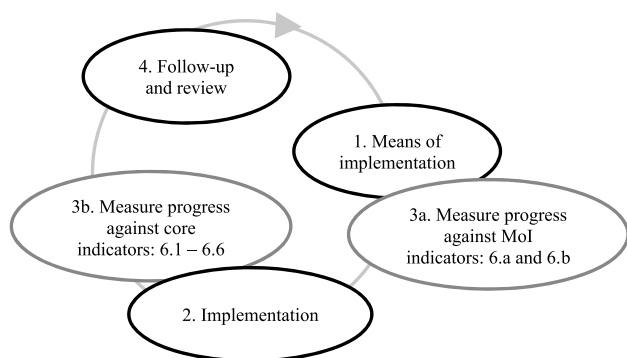 4. Follow-up
and review
1. Means of
implementation
3b. Measure progress
against core
indicators: 6.1 – 6.6
3a. Measure progress
against MoI
indicators: 6.a and 6.b
2. Implementation